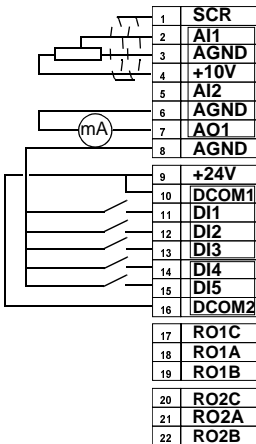 1 SCR
2 AI1
3 AGND
4 +10V
5 AI2
6 AGND
mA
7 AO1
8 AGND
9 +24V
10 DCOM1
11 DI1
12 DI2
13 DI3
14 DI4
15 DI5
16 DCOM2
17 RO1C
18 RO1A
19 RO1B
20 RO2C
21 RO2A
22 RO2B